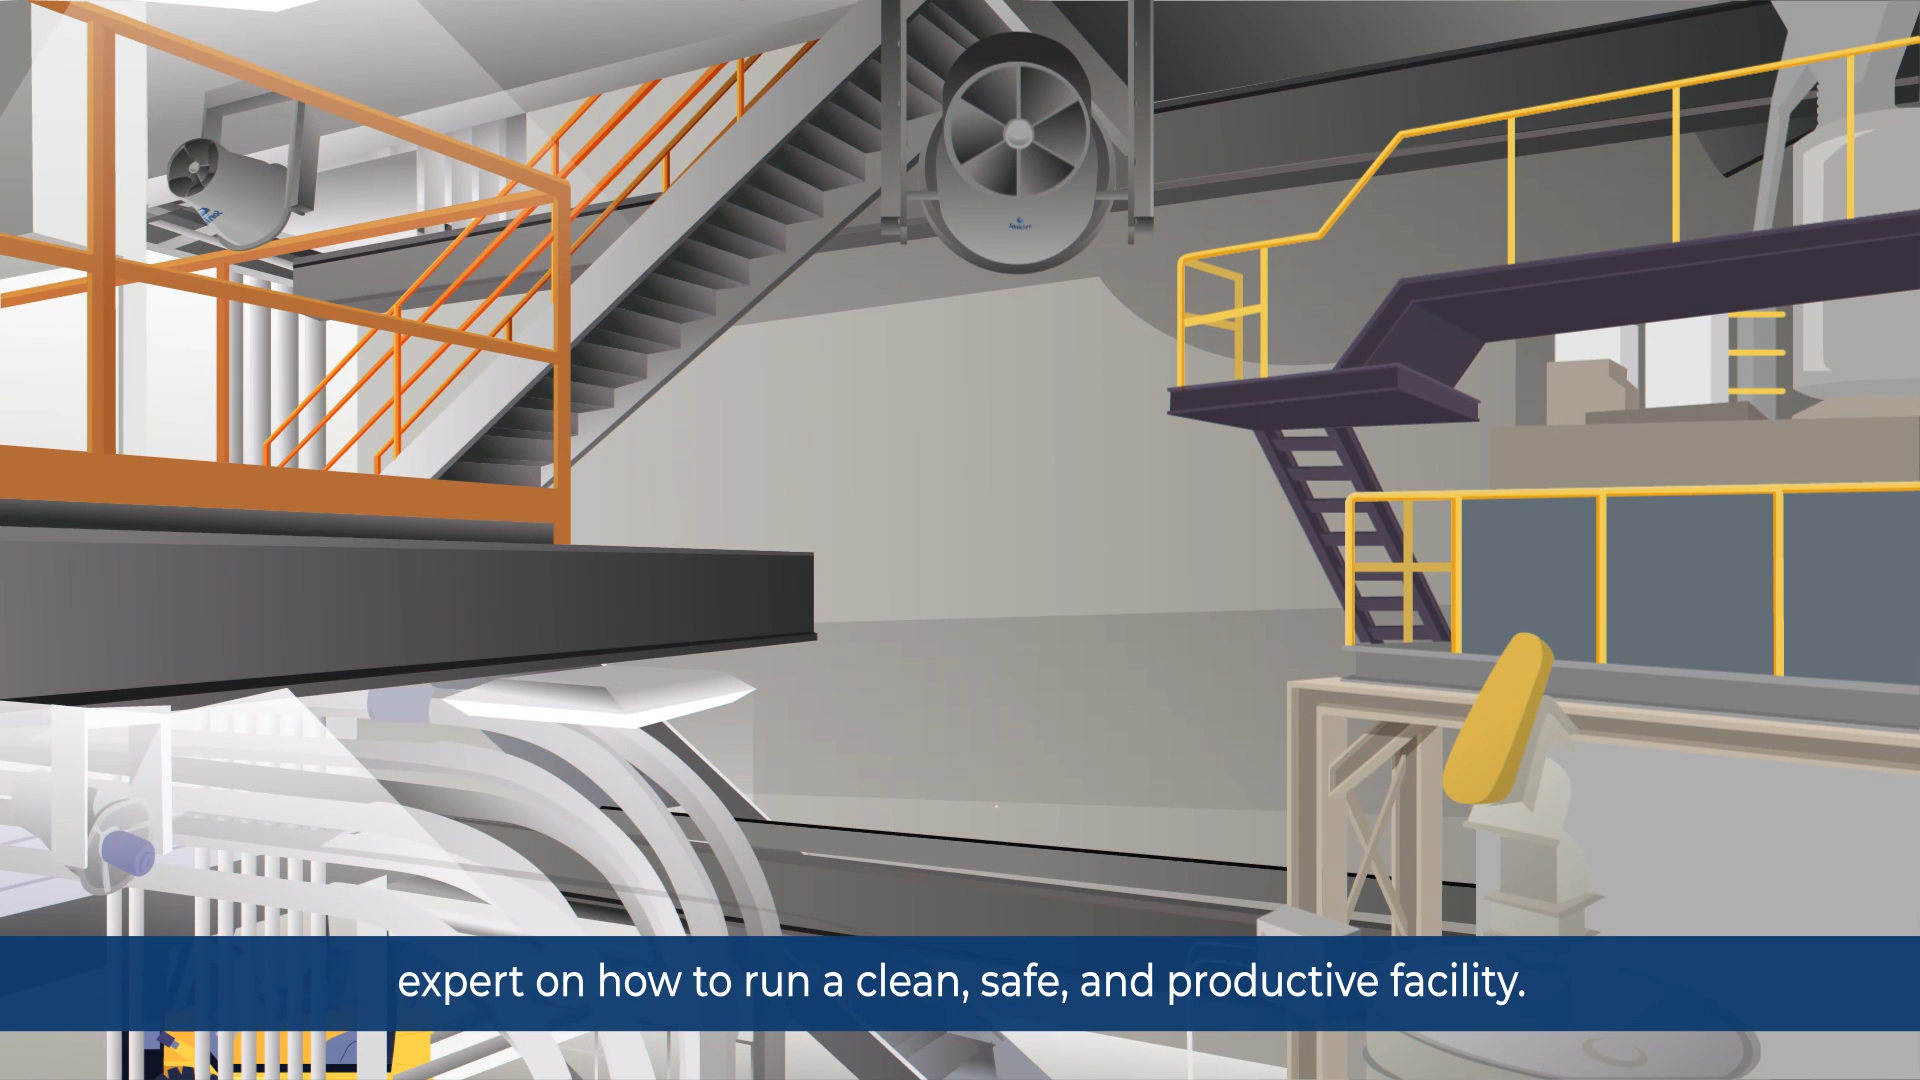 expert on how to run a clean, safe, and productive facility.